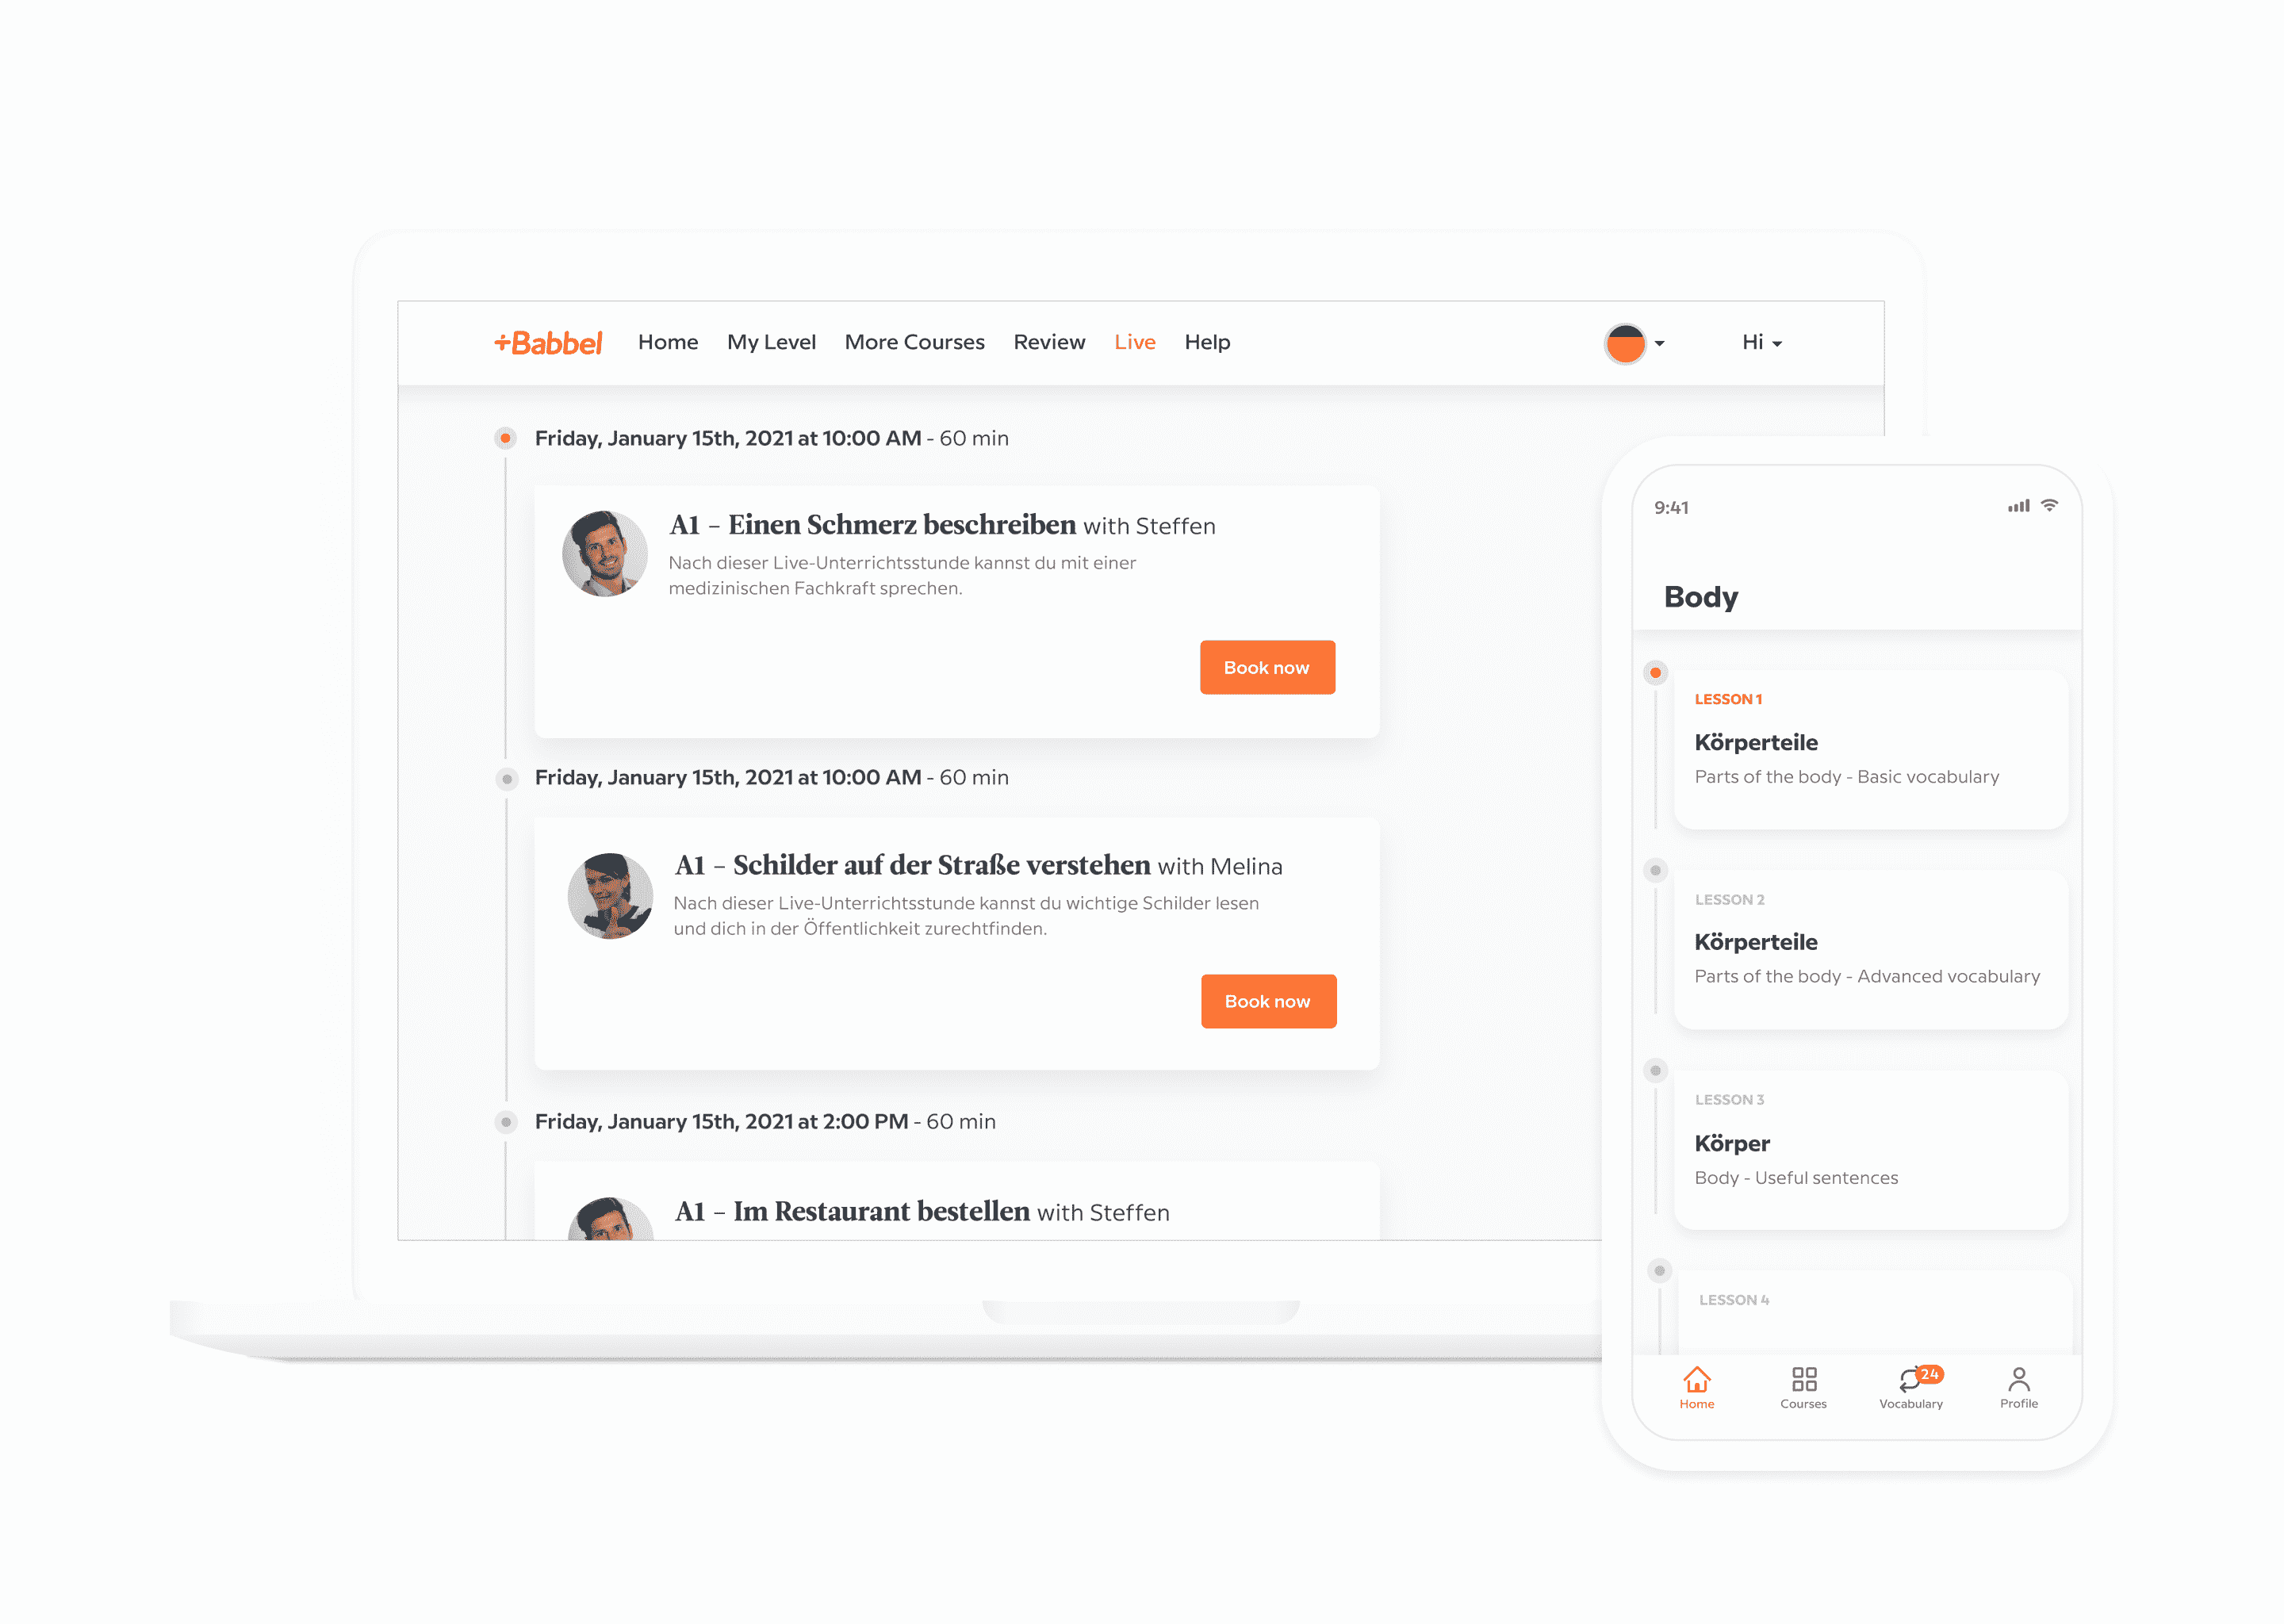 +Babbel Home My Level More Courses Review Live Help Hi
Friday, January 15th, 2021 at 10:00 AM - 60 min
A1 – Einen Schmerz beschreiben with Steffen
Nach dieser Live-Unterrichtsstunde kannst du mit einer
medizinischen Fachkraft sprechen.
Book now
Friday, January 15th, 2021 at 10:00 AM - 60 min
A1 – Schilder auf der Straße verstehen with Melina
Nach dieser Live-Unterrichtsstunde kannst du wichtige Schilder lesen
und dich in der Öffentlichkeit zurechtfinden.
Book now
Friday, January 15th, 2021 at 2:00 PM - 60 min
A1 – Im Restaurant bestellen with Steffen
9:41
Body
LESSON 1
Körperteile
Parts of the body - Basic vocabulary
LESSON 2
Körperteile
Parts of the body - Advanced vocabulary
LESSON 3
Körper
Body - Useful sentences
LESSON 4
24
Home Courses Vocabulary Profile